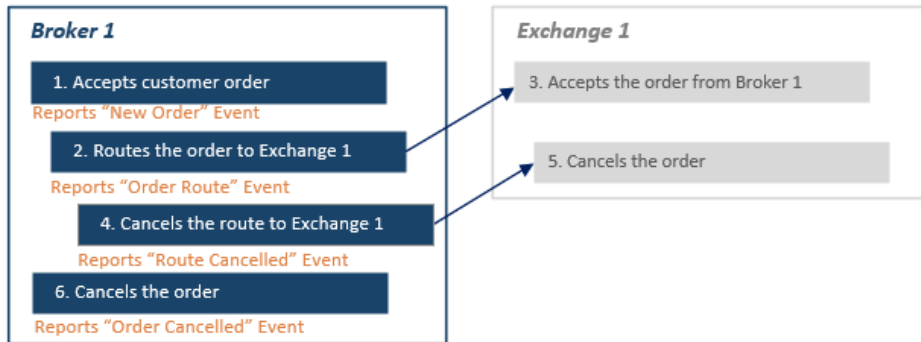 Broker 1
1. Accepts customer order
Reports “New Order” Event
2. Routes the order to Exchange 1
Reports “Order Route” Event
4. Cancels the route to Exchange 1
Reports “Route Cancelled” Event
6. Cancels the order
Reports “Order Cancelled” Event
Exchange 1
3. Accepts the order from Broker 1
5. Cancels the order